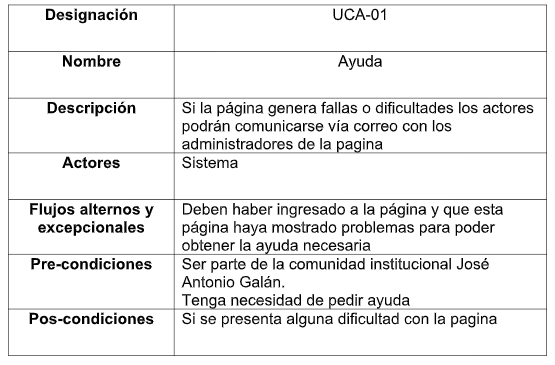 Designación UCA-01
Nombre Ayuda
Descripción Si la página genera fallas o dificultades los actores
podrán comunicarse vía correo con los
administradores de la pagina
Actores Sistema
Flujos alternos y Deben haber ingresado a la página y que esta
excepcionales página haya mostrado problemas para poder
obtener la ayuda necesaria
Pre-condiciones Ser parte de la comunidad institucional José
Antonio Galán.
Tenga necesidad de pedir ayuda
Pos-condiciones Si se presenta alguna dificultad con la pagina